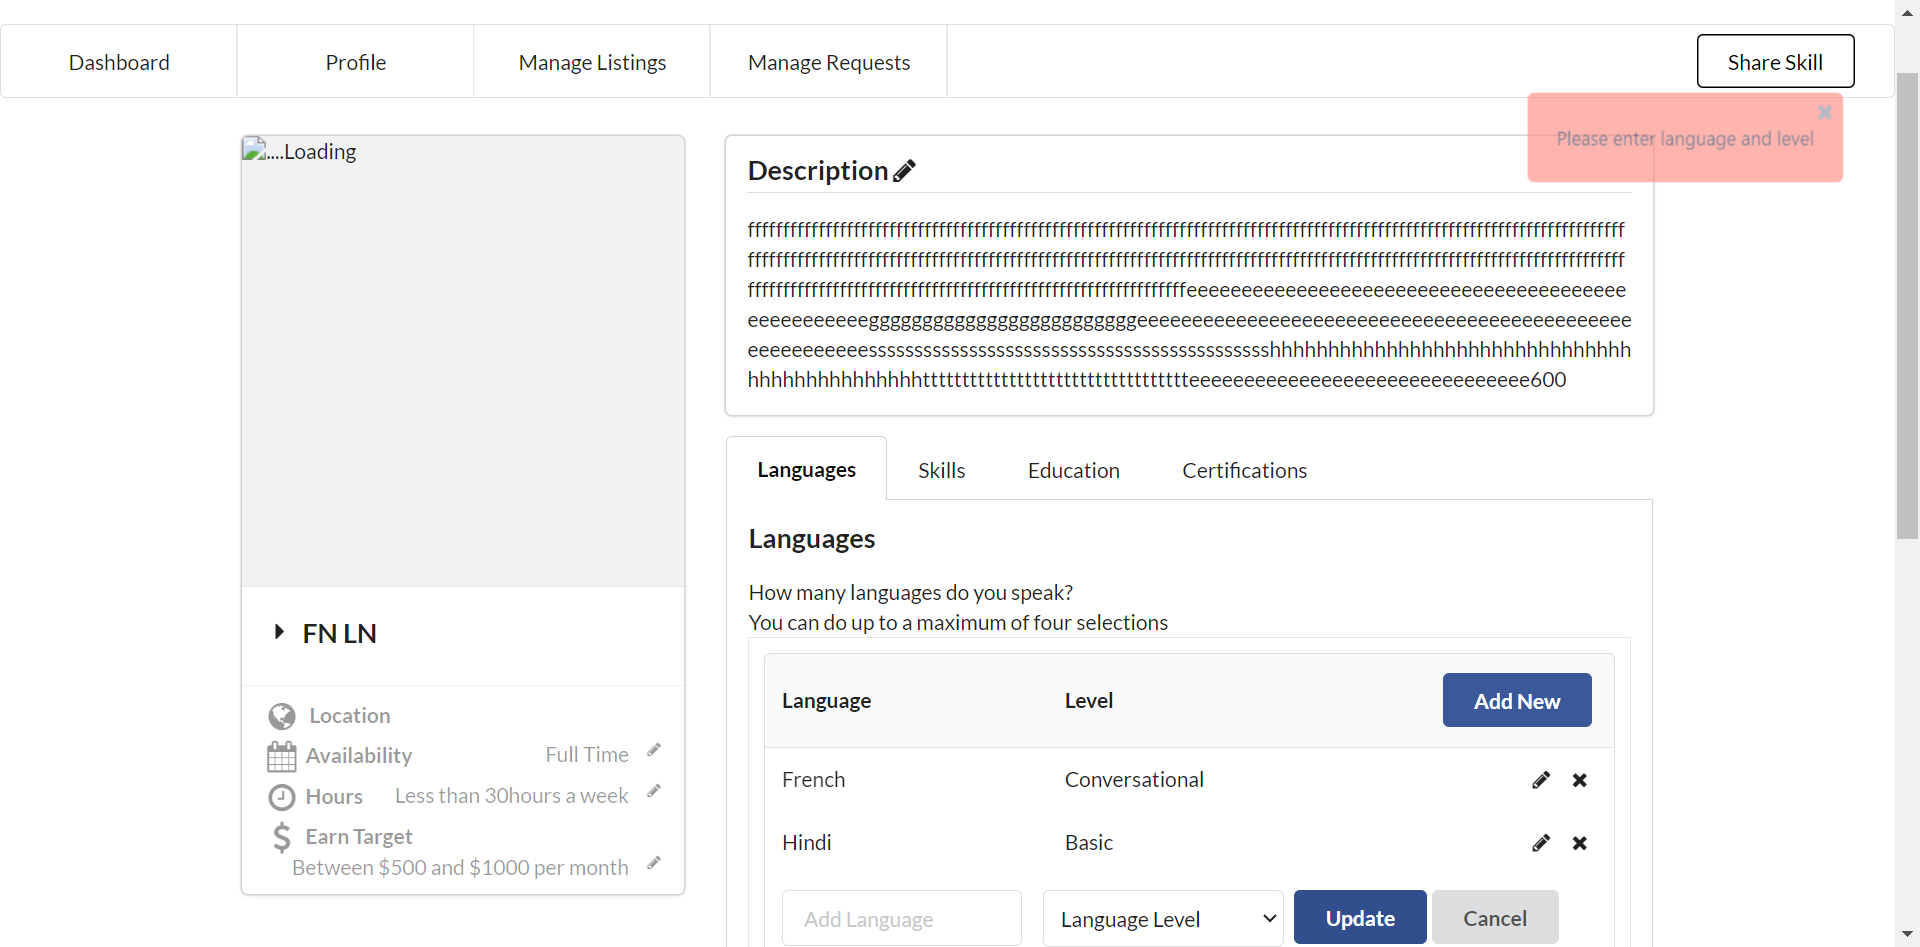 Dashboard
Profile
Manage Listings
Manage Requests
Share Skill
Please enter language and level
....Loading
Description
FN LN
Location
Availability
Full Time
Hours
Less than 30hours a week
Earn Target
Between $500 and $1000 per month
Languages
Skills
Education
Certifications
Languages
How many languages do you speak?
You can do up to a maximum of four selections
Language
Level
Add New
French
Conversational
Hindi
Basic
Add Language
Language Level
Update
Cancel